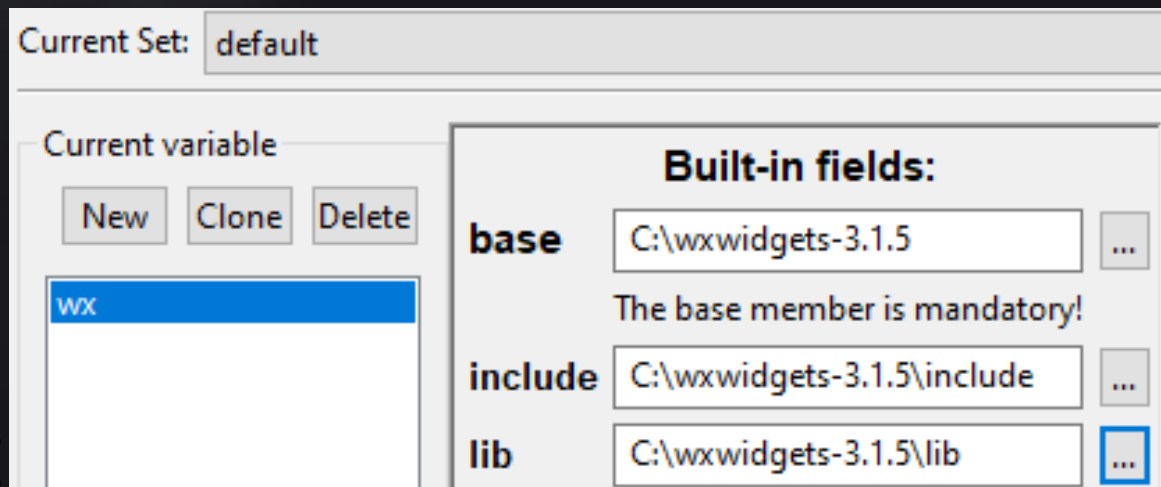 Current Set: default
Current variable
New Clone Delete
wx
Built-in fields:
base C:\wxwidgets-3.1.5 ...
The base member is mandatory!
include C:\wxwidgets-3.1.5\include ...
lib C:\wxwidgets-3.1.5\lib ...